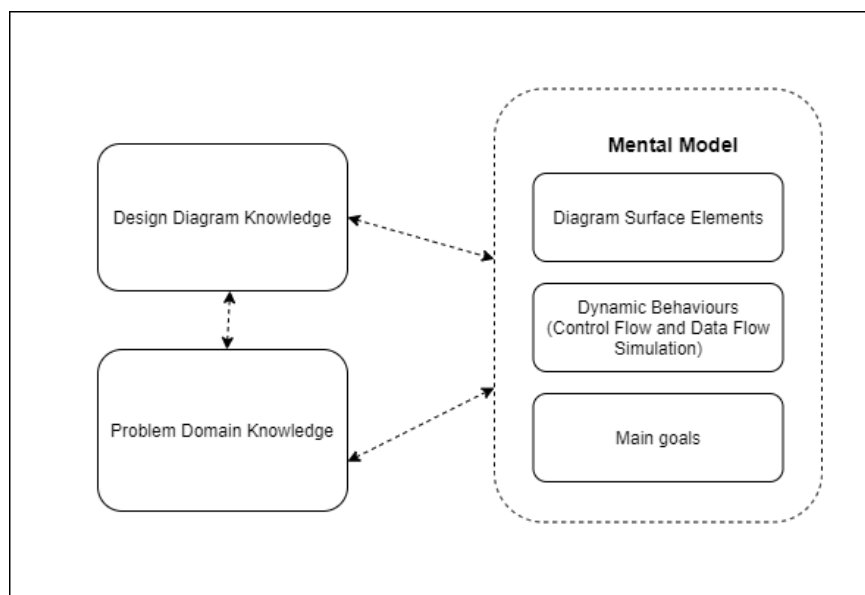 Design Diagram Knowledge
Problem Domain Knowledge
Mental Model
Diagram Surface Elements
Dynamic Behaviours
(Control Flow and Data Flow
Simulation)
Main goals